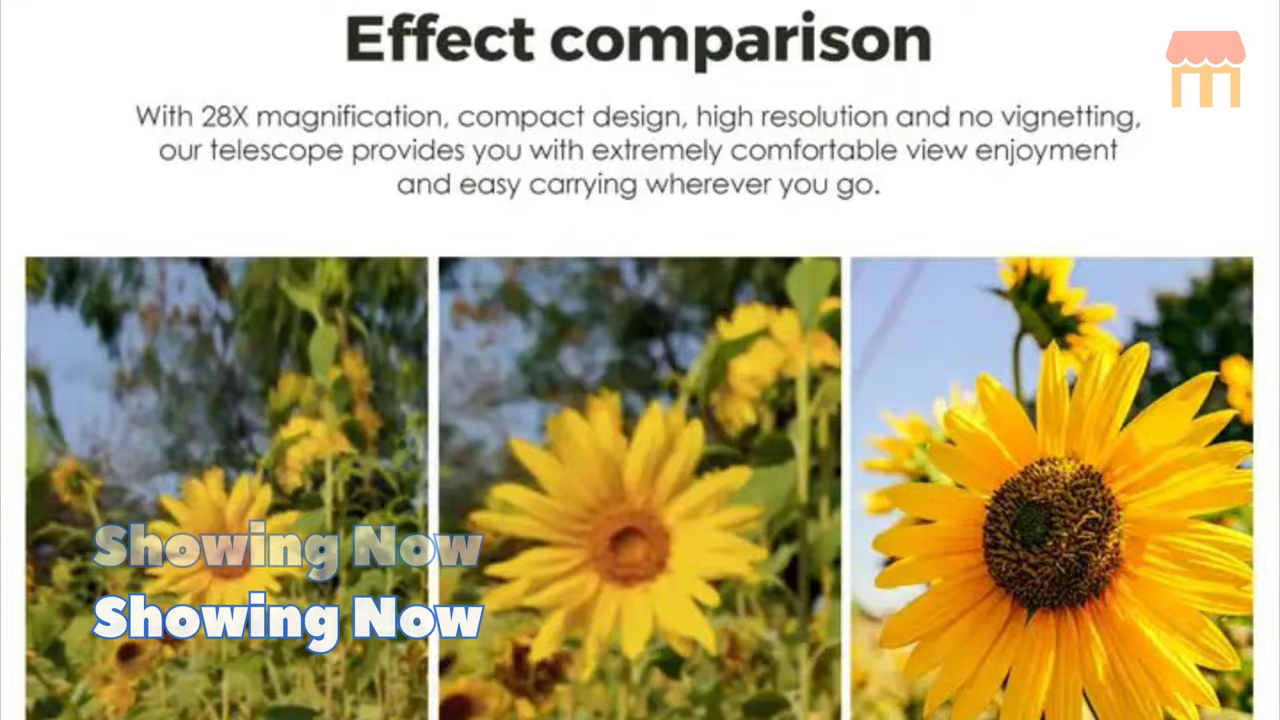 Effect comparison
With 28X magnification, compact design, high resolution and no vignetting,
our telescope provides you with extremely comfortable view enjoyment
and easy carrying wherever you go.
Showing Now
Showing Now